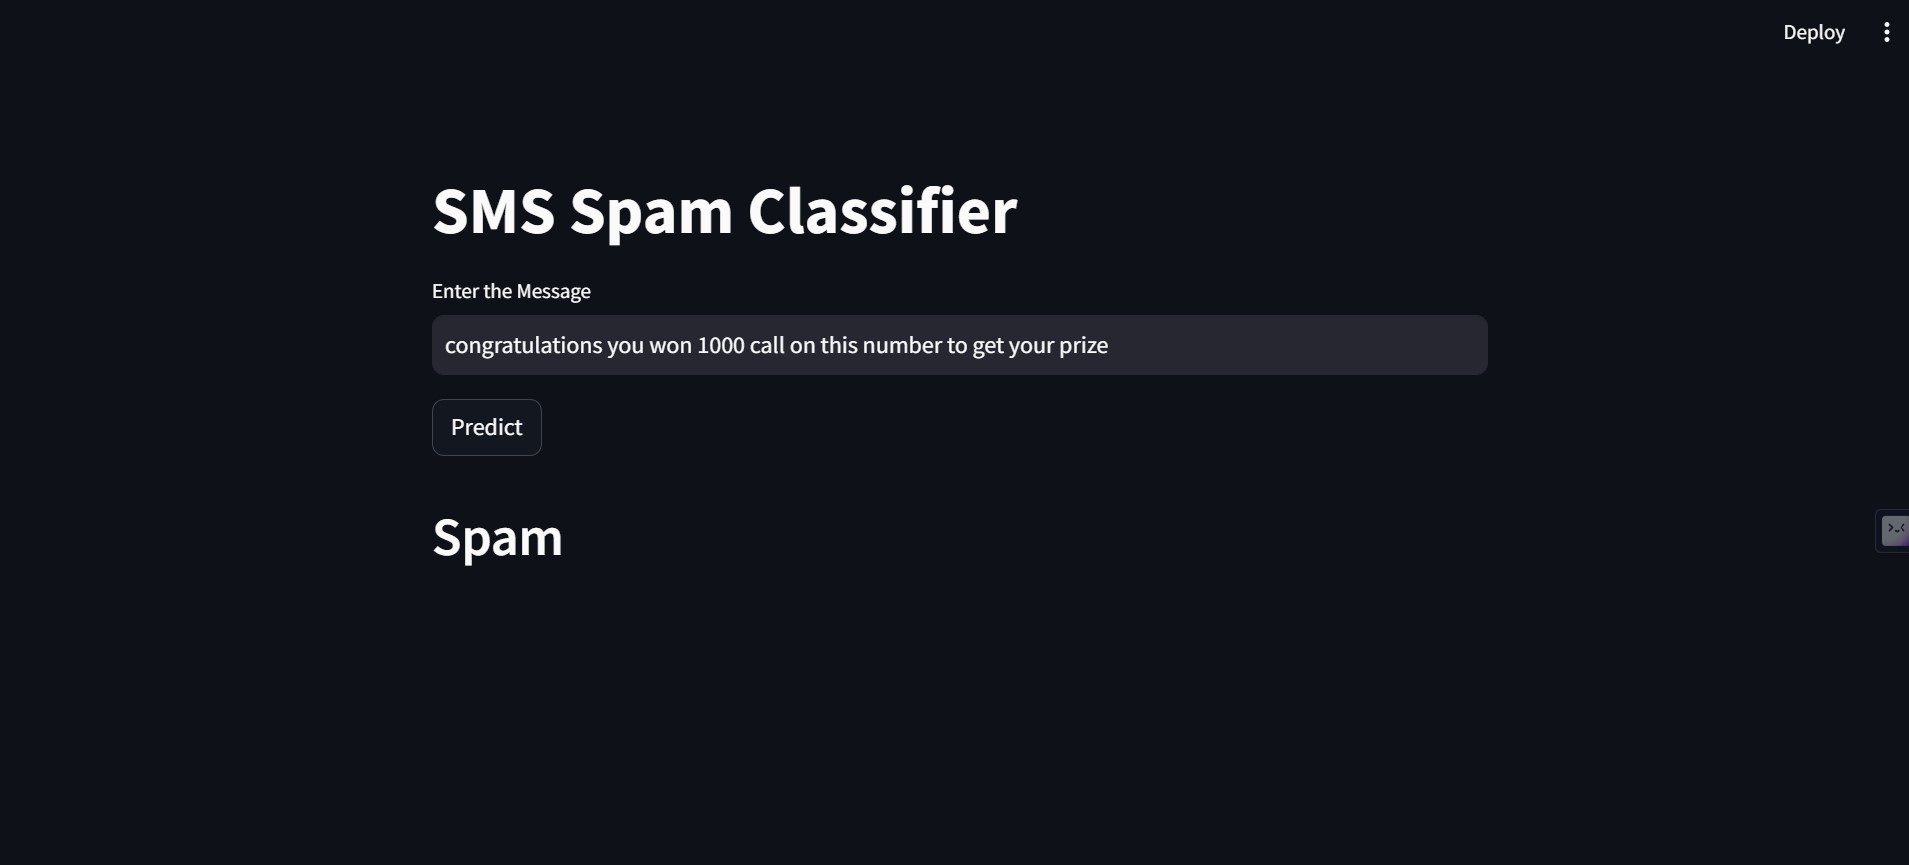 Deploy
SMS Spam Classifier
Enter the Message
congratulations you won 1000 call on this number to get your prize
Predict
Spam